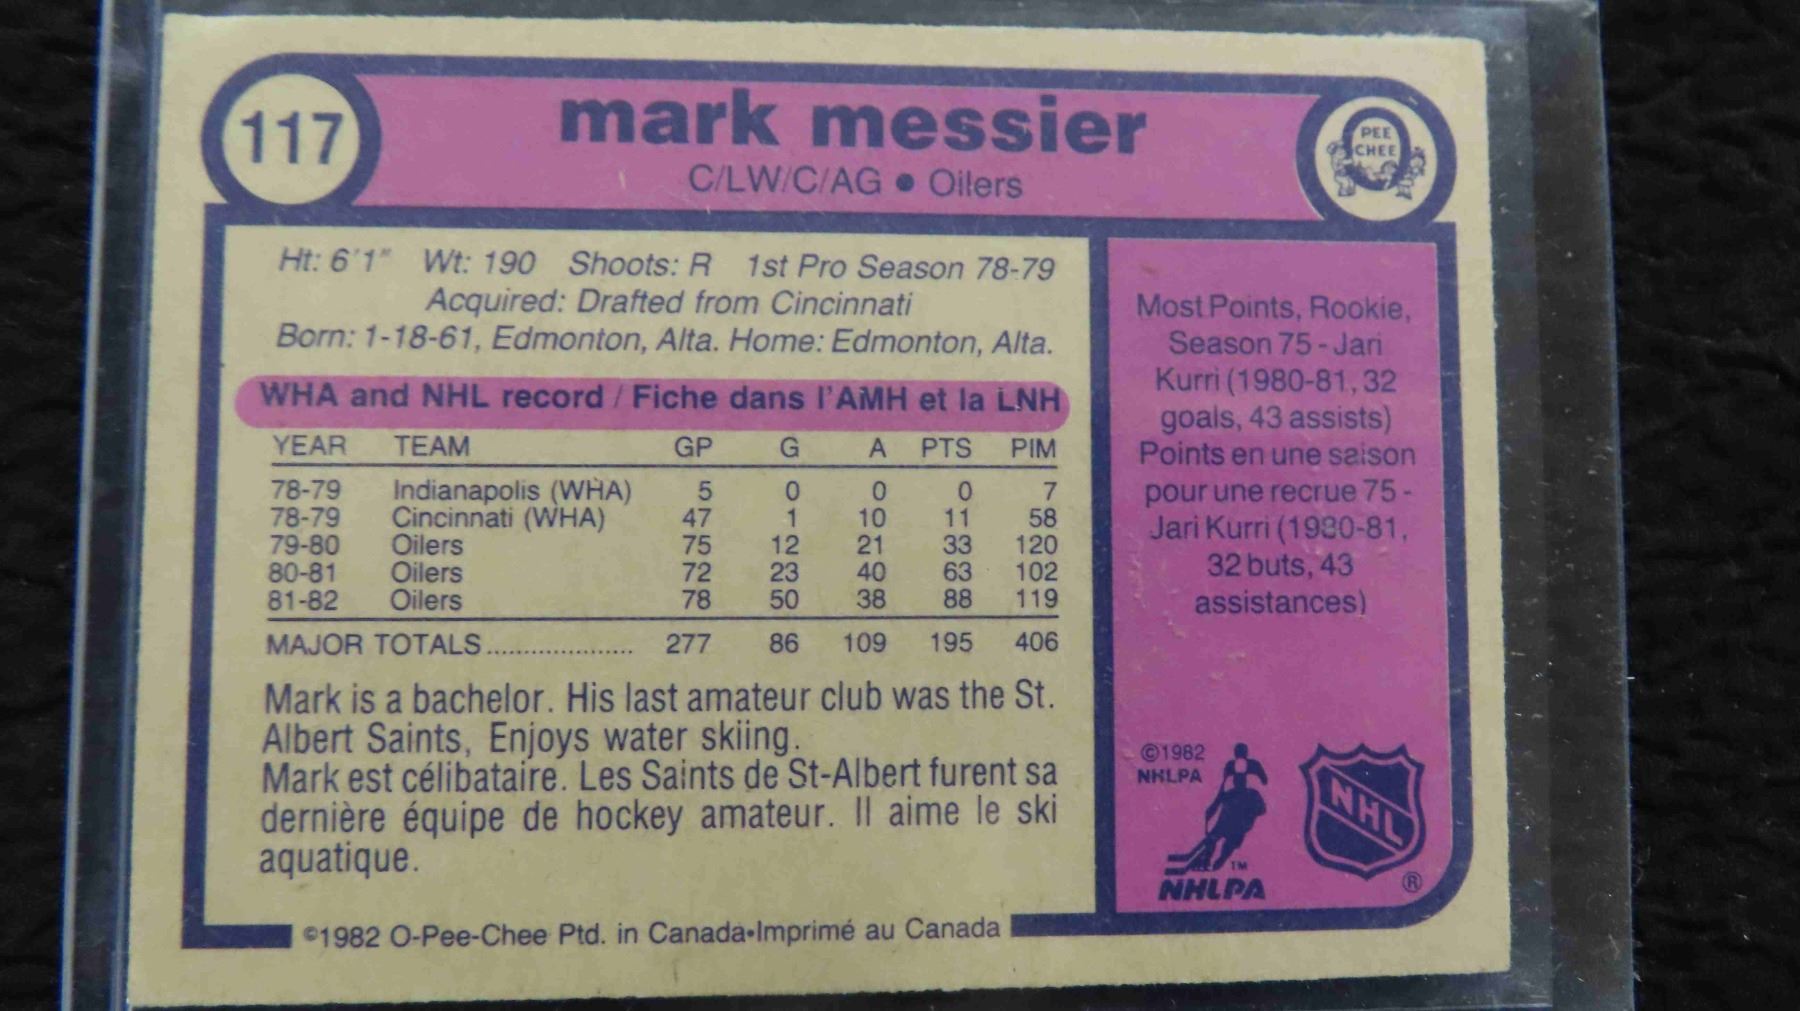 117
mark messier
C/LW/C/AG • Oilers
PEE
CHEE
Ht: 6'1" Wt: 190 Shoots: R 1st Pro Season 78-79
Acquired: Drafted from Cincinnati
Born: 1-18-61, Edmonton, Alta. Home: Edmonton, Alta.
WHA and NHL record / Fiche dans l'AMH et la LNH
YEAR TEAM GP G A PTS PIM
78-79 Indianapolis (WHA) 5 0 0 0 7
78-79 Cincinnati (WHA) 47 1 10 11 58
79-80 Oilers 75 12 21 33 120
80-81 Oilers 72 23 40 63 102
81-82 Oilers 78 50 38 88 119
MAJOR TOTALS.................... 277 86 109 195 406
Mark is a bachelor. His last amateur club was the St.
Albert Saints, Enjoys water skiing.
Mark est célibataire. Les Saints de St-Albert furent sa
dernière équipe de hockey amateur. Il aime le ski
aquatique.
©1982 O-Pee-Chee Ptd. in Canada•Imprimé au Canada
Most Points, Rookie,
Season 75 - Jari
Kurri (1980-81, 32
goals, 43 assists)
Points en une saison
pour une recrue 75 -
Jari Kurri (1980-81,
32 buts, 43
assistances)
©1982
NHLPA
TM
NHLPA
NHL
®